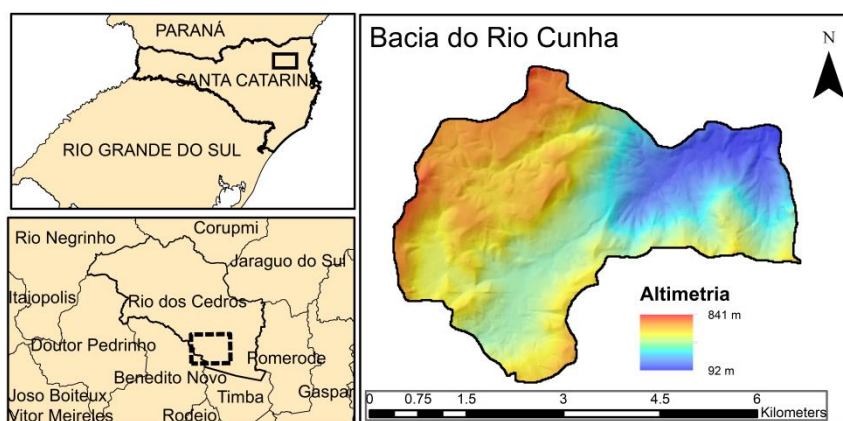 PARANÁ
SANTA CATARINA
RIO GRANDE DO SUL
Corupmi
Rio Negrinho
Jaragua do Sul
Itajopolis
Rio dos Cedros
Doutor Pedrinho
Romerode
Benedito Novo
Gaspar
Joso Boiteux
Timba
Vitor Meireles
Rodeio
Bacia do Rio Cunha
N
Altimetria
841 m
92 m
0 0.75 1.5 3 4.5 6
Kilometers